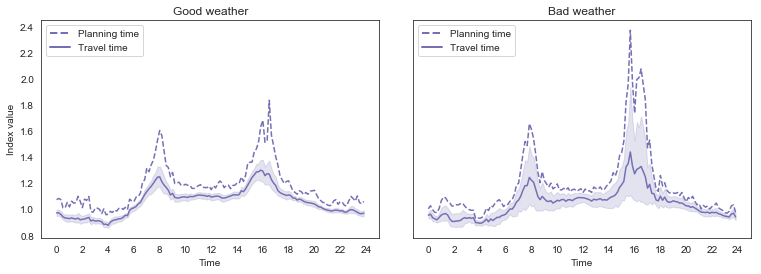 Good weather
Planning time
Travel time
Index value
2.4
2.2
2.0
1.8
1.6
1.4
1.2
1.0
0.8
0 2 4 6 8 10 12 14 16 18 20 22 24
Time
Bad weather
Planning time
Travel time
0 2 4 6 8 10 12 14 16 18 20 22 24
Time